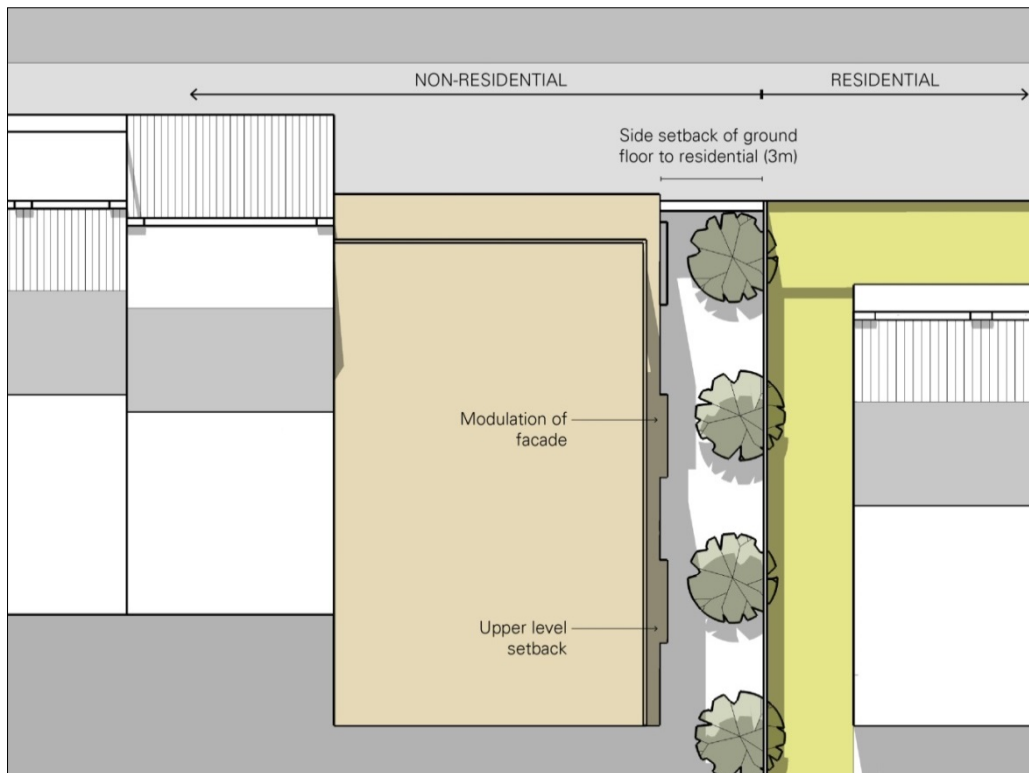 NON-RESIDENTIAL
RESIDENTIAL
Side setback of ground
floor to residential (3m)
Modulation of
facade
Upper level
setback